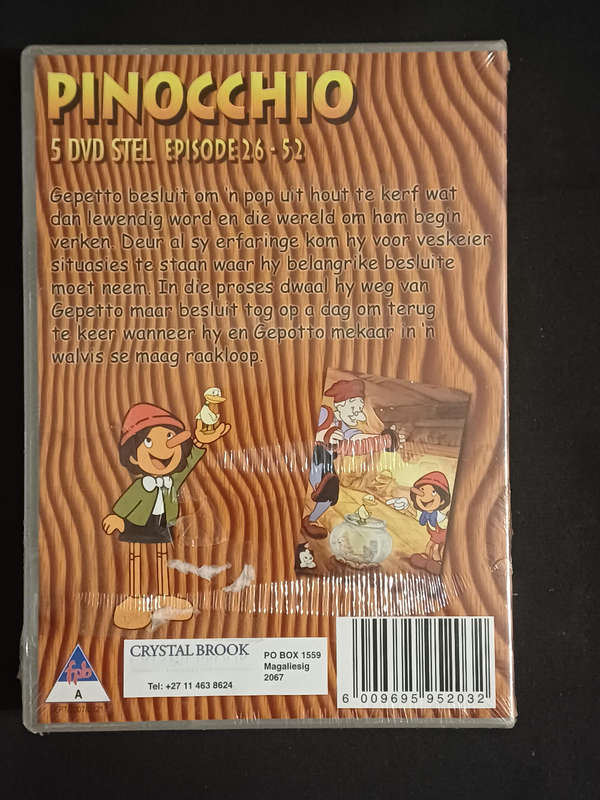 PINOCCHIO
5 DVD STEL EPISODE 26 - 52
Gepetto besluit om 'n pop uit hout te kerf wat
dan lewendig word en die wereld om hom begin
verken. Deur al sy erfaringe kom hy voor veskeier
situasies te staan waar hy belangrike besluite
moet neem. In die proses dwaal hy weg van
Gepetto maar besluit tog op a dag om terug
te keer wanneer hy en Gepotto mekaar in 'n
walvis se maag raakloop.
fpb
A
CRYSTAL BROOK
Tel: +27 11 463 8624
PO BOX 1559
Magaliesig
2067
6 009695 952032